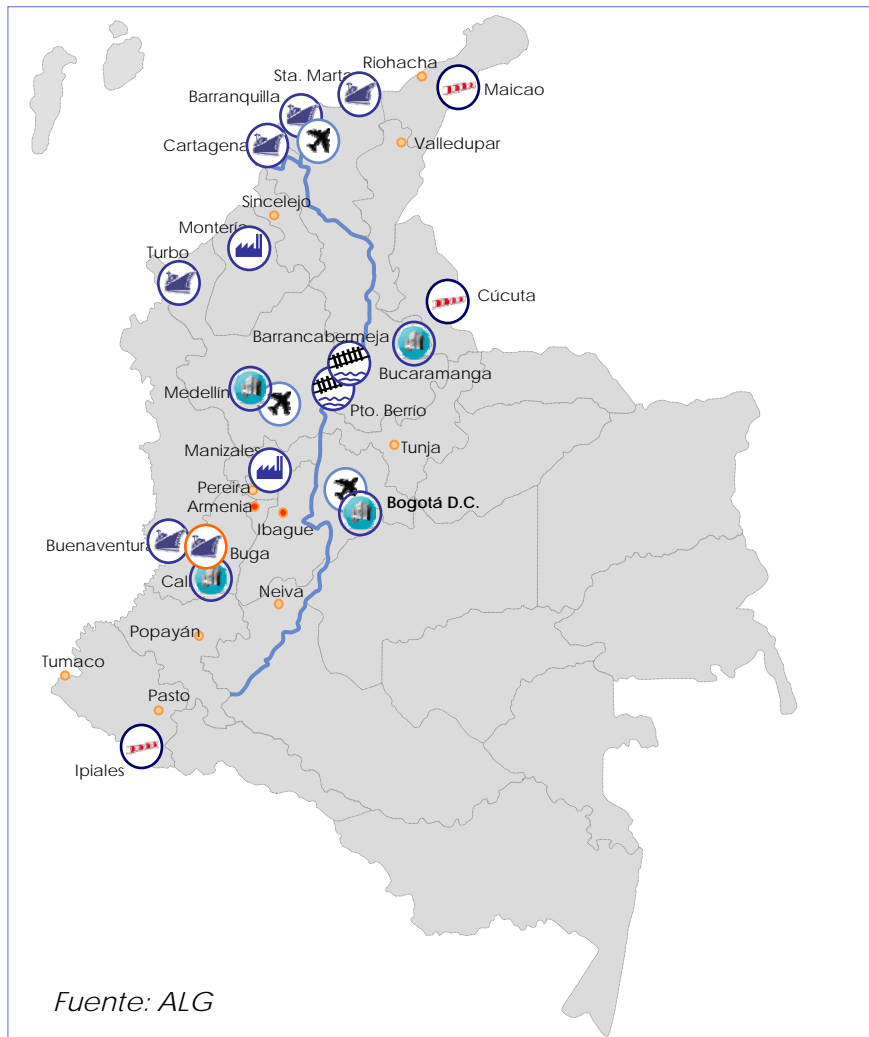 Riohacha
Sta. Marta
Maicao
Barranquilla
Cartagena
Valledupar
Sincelejo
Montería
Turbo
Cúcuta
Barrancabermeja
Bucaramanga
Medellín
Pto. Berrío
Tunja
Manizales
Pereira
Bogotá D.C.
Armenia
Ibague
Buenaventura
Buga
Cali
Neiva
Popayán
Tumaco
Pasto
Ipiales
Fuente: ALG